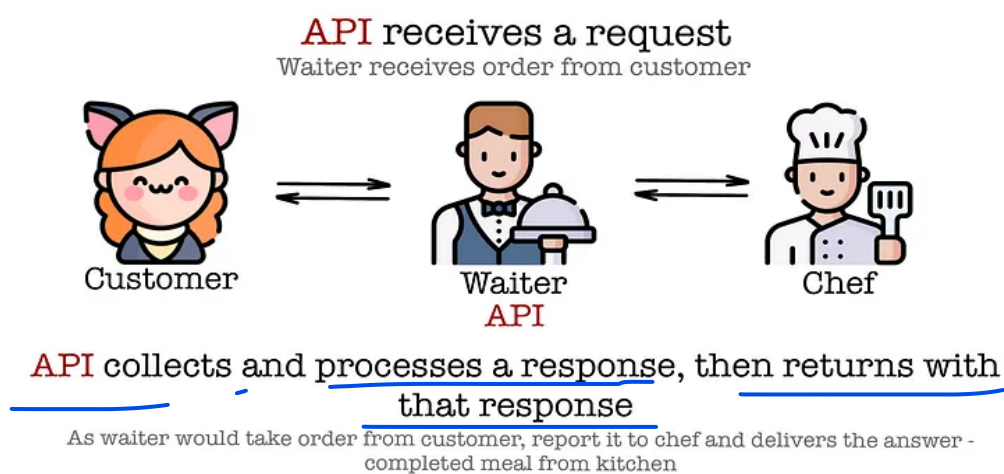 API receives a request
Waiter receives order from customer
Customer
Waiter
Chef
API
API collects and processes a response, then returns with
that response
As waiter would take order from customer, report it to chef and delivers the answer -
completed meal from kitchen